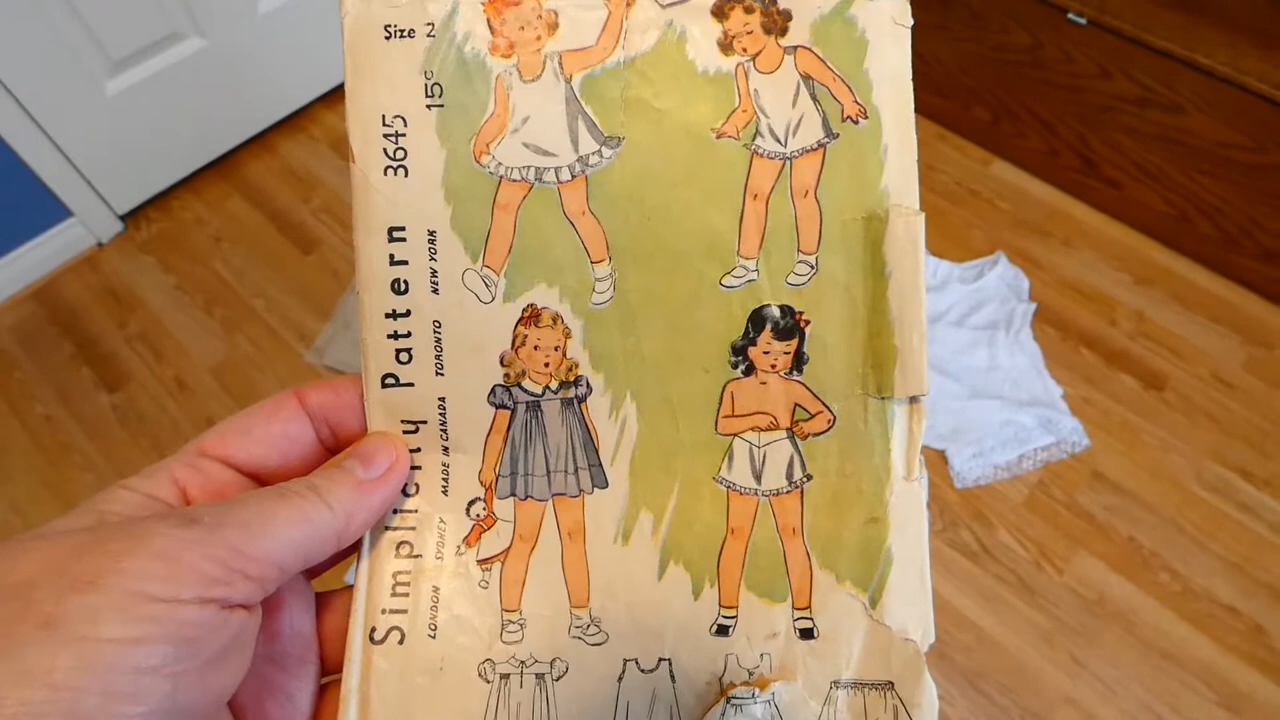 Size 2
15c
Simplicity Pattern 3645
LONDON SYDNEY MADE IN CANADA TORONTO NEW YORK